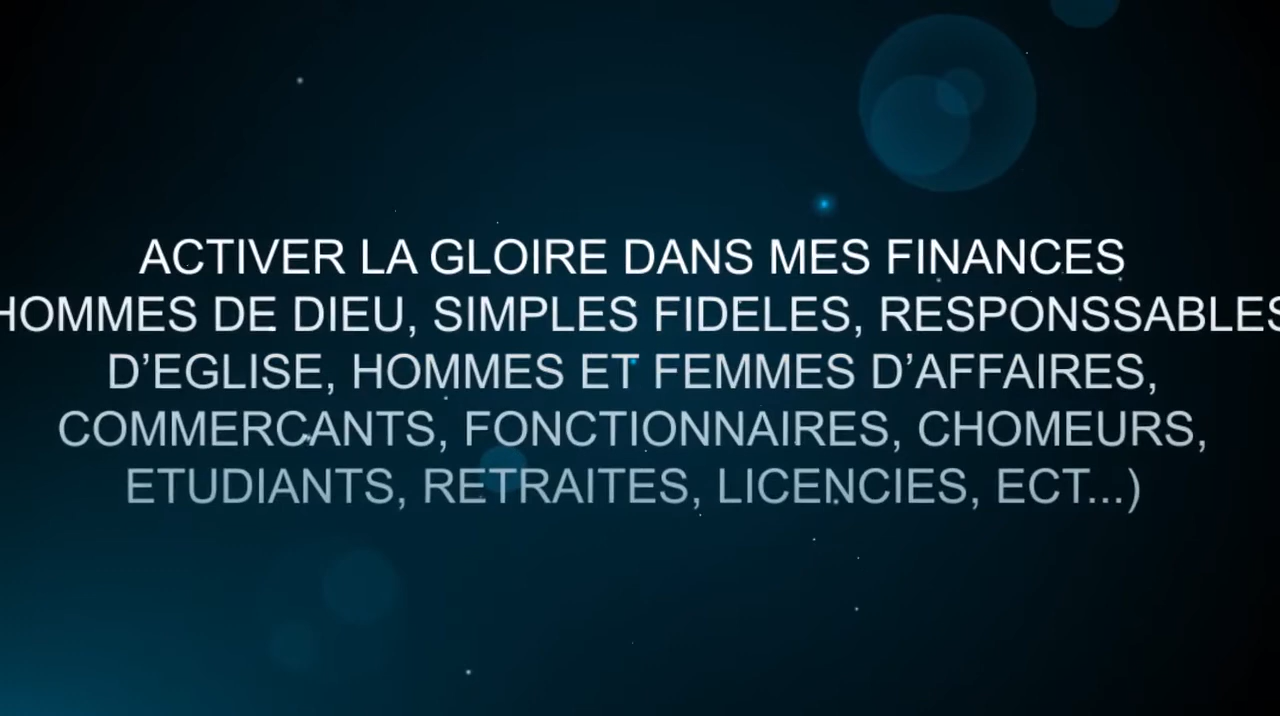 ACTIVER LA GLOIRE DANS MES FINANCES
HOMMES DE DIEU, SIMPLES FIDELES, RESPONSSABLES
D’EGLISE, HOMMES ET FEMMES D’AFFAIRES,
COMMERCANTS, FONCTIONNAIRES, CHOMEURS,
ETUDIANTS, RETRAITES, LICENCIES, ECT...)